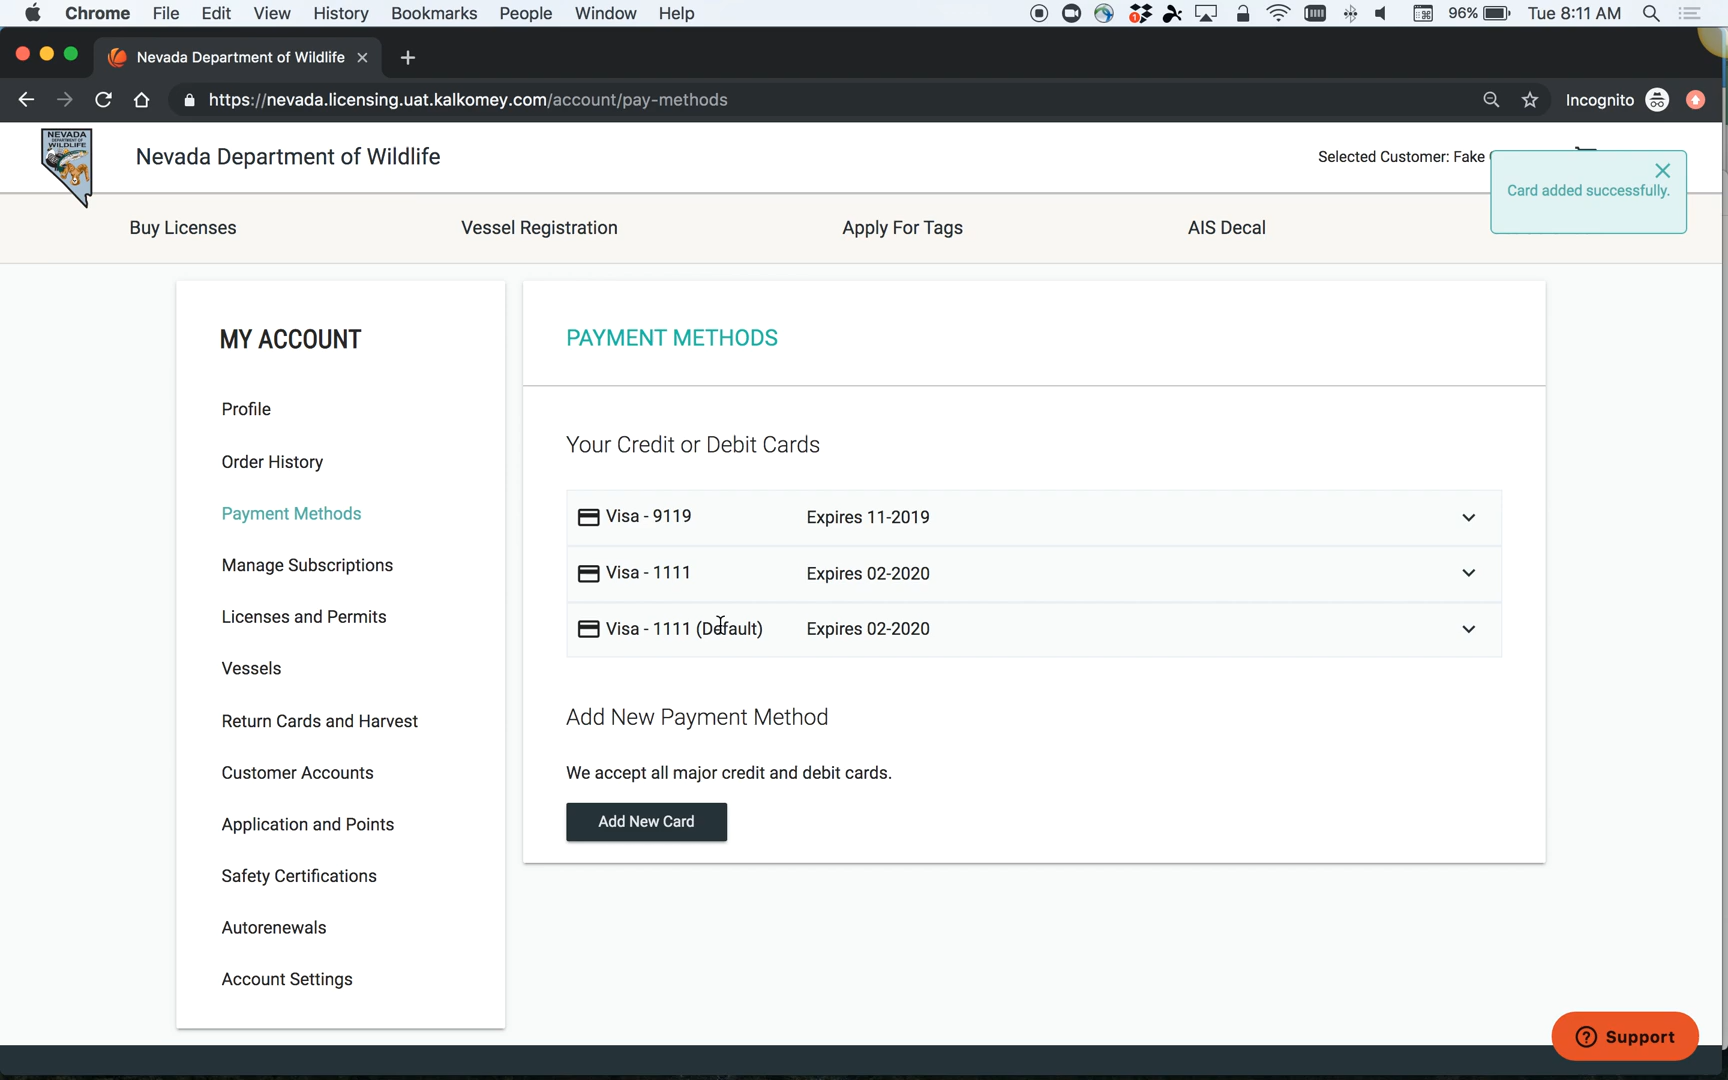 Chrome File Edit View History Bookmarks People Window Help 96% Tue 8:11 AM
Nevada Department of Wildlife
https://nevada.licensing.uat.kalkomey.com/account/pay-methods Incognito
NEVADA
WILDLIFE
Nevada Department of Wildlife
Selected Customer: Fake
Card added successfully.
Buy Licenses Vessel Registration Apply For Tags AIS Decal
MY ACCOUNT
Profile
Order History
Payment Methods
Manage Subscriptions
Licenses and Permits
Vessels
Return Cards and Harvest
Customer Accounts
Application and Points
Safety Certifications
Autorenewals
Account Settings
PAYMENT METHODS
Your Credit or Debit Cards
Visa - 9119 Expires 11-2019
Visa - 1111 Expires 02-2020
Visa - 1111 (Default) Expires 02-2020
Add New Payment Method
We accept all major credit and debit cards.
Add New Card
Support